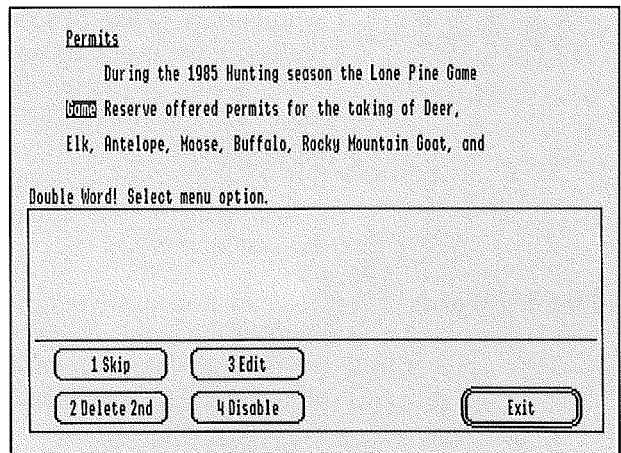 Permits
During the 1985 Hunting season the Lone Pine Game
Game Reserve offered permits for the taking of Deer,
Elk, Antelope, Moose, Buffalo, Rocky Mountain Goat, and
Double Word! Select menu option.
1 Skip
3 Edit
2 Delete 2nd
4 Disable
Exit